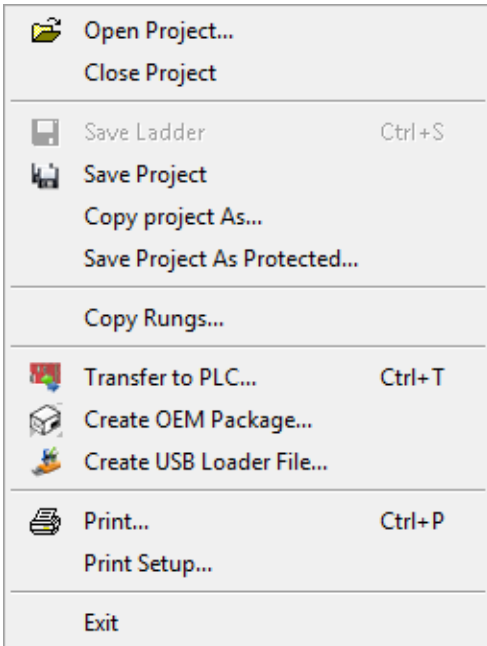 Open Project...
Close Project
Save Ladder Ctrl+S
Save Project
Copy project As...
Save Project As Protected...
Copy Rungs...
Transfer to PLC... Ctrl+T
Create OEM Package...
Create USB Loader File...
Print... Ctrl+P
Print Setup...
Exit